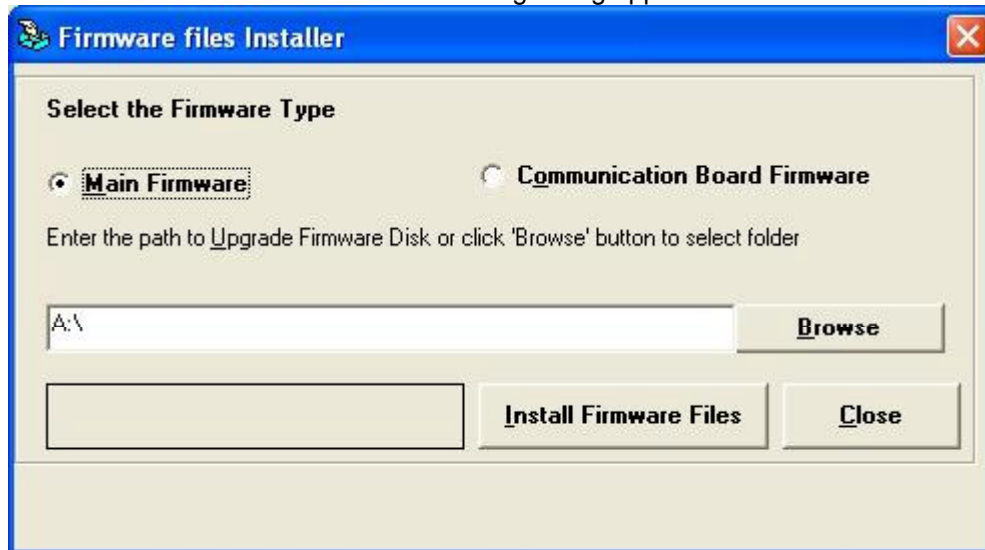 Firmware files Installer
Select the Firmware Type
Main Firmware
Communication Board Firmware
Enter the path to Upgrade Firmware Disk or click 'Browse' button to select folder
A:\
Browse
Install Firmware Files
Close